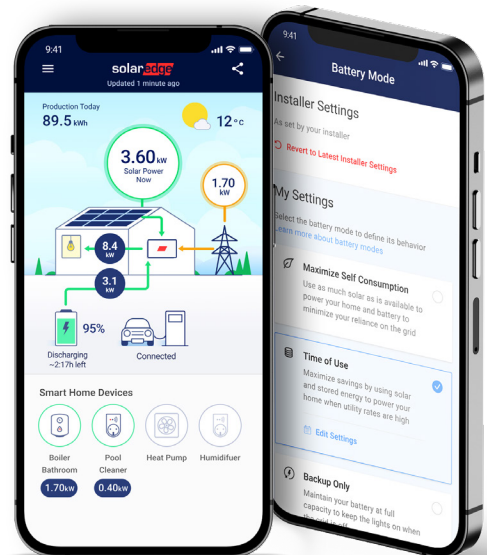 9:41
solaredge
Updated 1 minute ago
Production Today
89.5 kWh
12°c
3.60 kW
Solar Power
Now
1.70
kW
8.4
kW
3.1
kW
95%
Discharging
~2:17h left
Connected
Smart Home Devices
Boiler
Bathroom
Pool
Cleaner
Heat Pump
Humidifuer
1.70kW
0.40kW
9:41
Battery Mode
Installer Settings
As set by your installer
Revert to Latest Installer Settings
My Settings
Select the battery mode to define its behavior
Learn more about battery modes
Maximize Self Consumption
Use as much solar as is available to
power your home and battery to
minimize your reliance on the grid
Time of Use
Maximize savings by using solar
and stored energy to power your
home when utility rates are high
Edit Settings
Backup Only
Maintain your battery at full
capacity to keep the lights on when
the grid is off